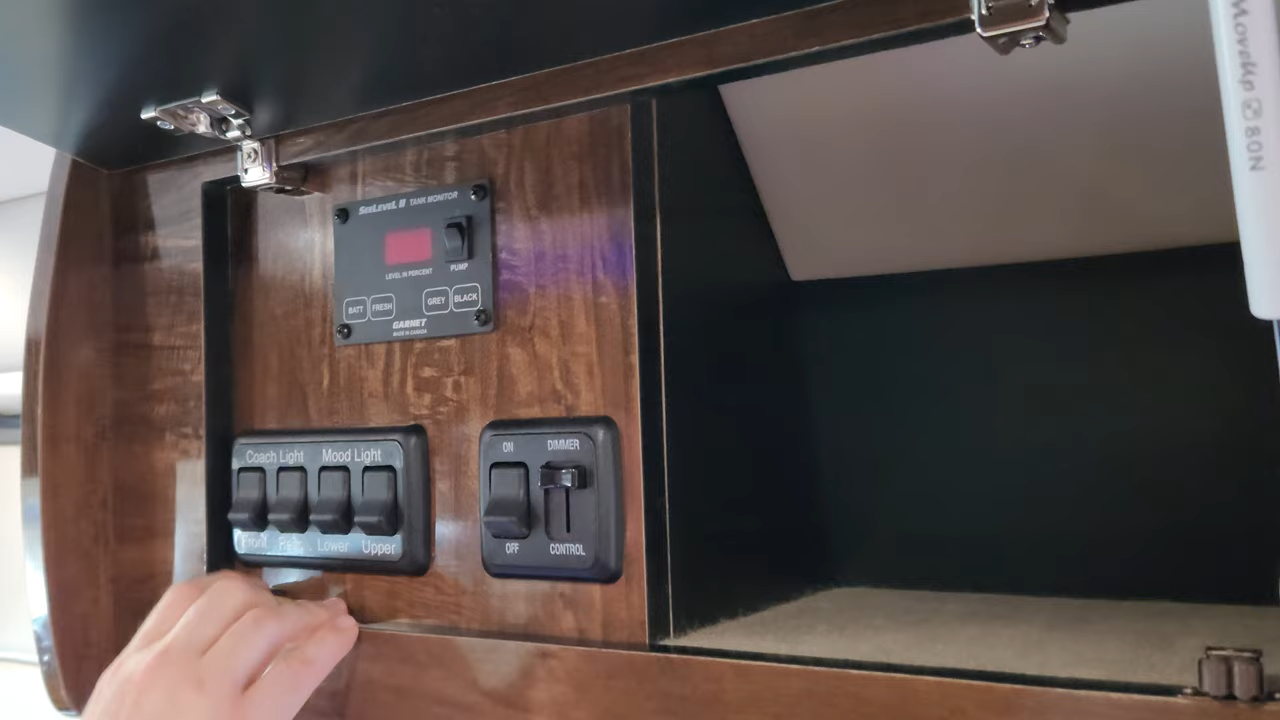 SeeLeveL II TANK MONITOR
LEVEL IN PERCENT
PUMP
BATT FRESH GREY BLACK
GARNET
MADE IN CANADA
Coach Light Mood Light
Front Rear Lower Upper
ON DIMMER
OFF CONTROL
MoveUp 80N